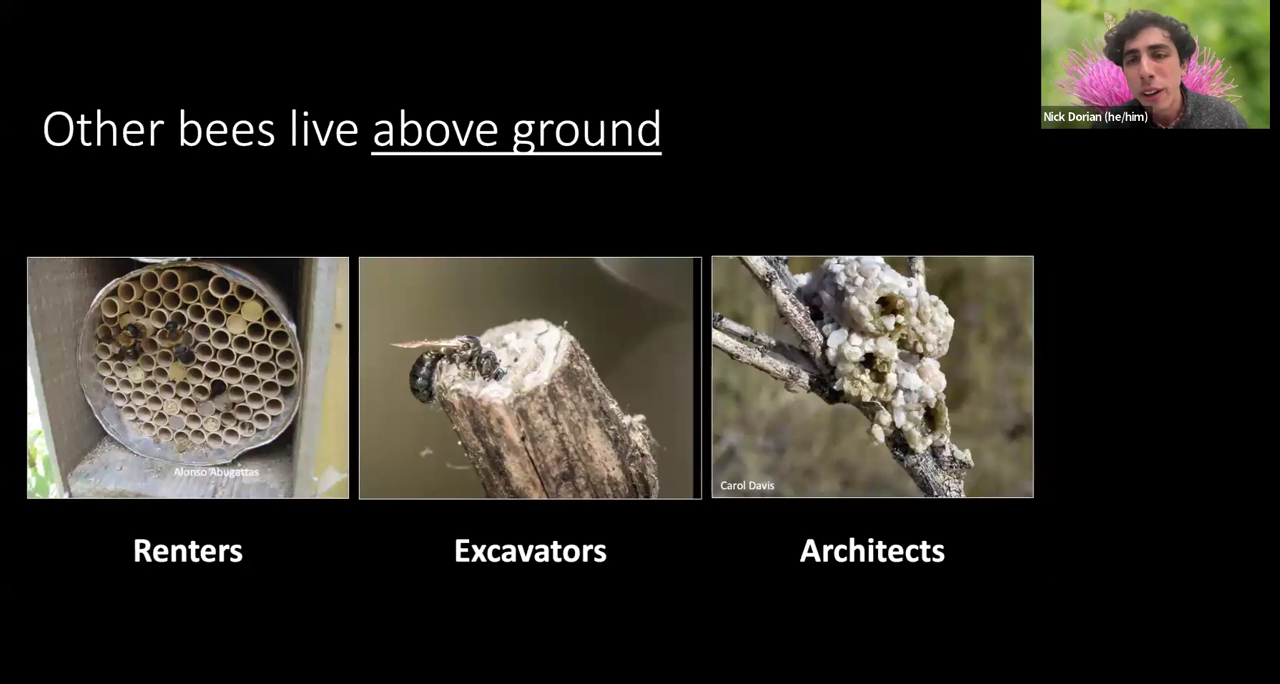 Nick Dorian (he/him)
Other bees live above ground
Alonso Abugattas
Carol Davis
Renters
Excavators
Architects